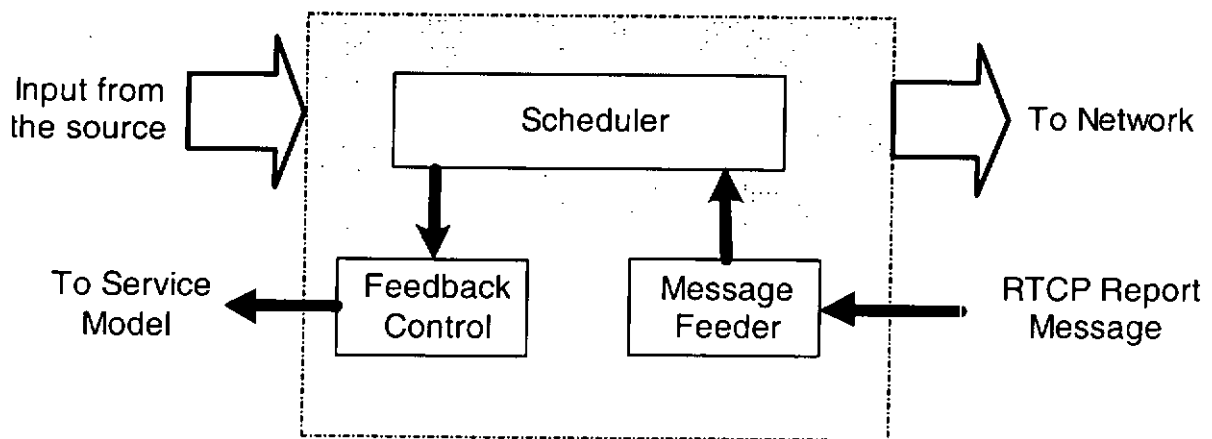 Input from
the source
Scheduler
To Network
To Service
Model
Feedback
Control
Message
Feeder
RTCP Report
Message